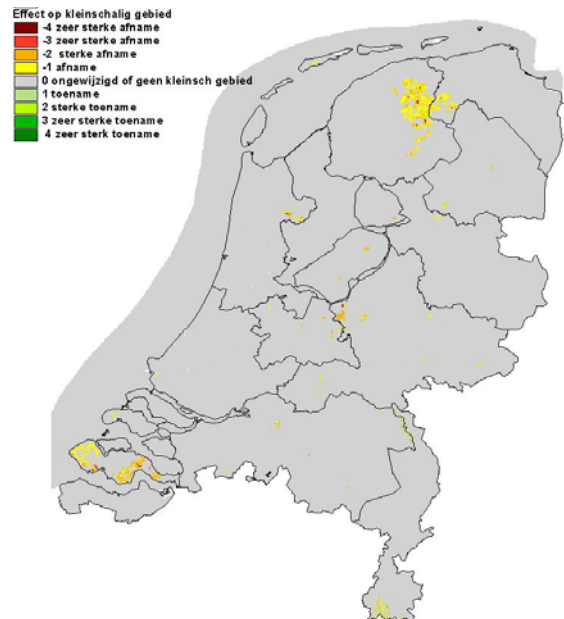 Effect op kleinschalig gebied
-4 zeer sterke afname
-3 zeer sterke afname
-2 sterke afname
-1 afname
0 ongewijzigd of geen kleinsch gebied
1 toename
2 sterke toename
3 zeer sterke toename
4 zeer sterk toename